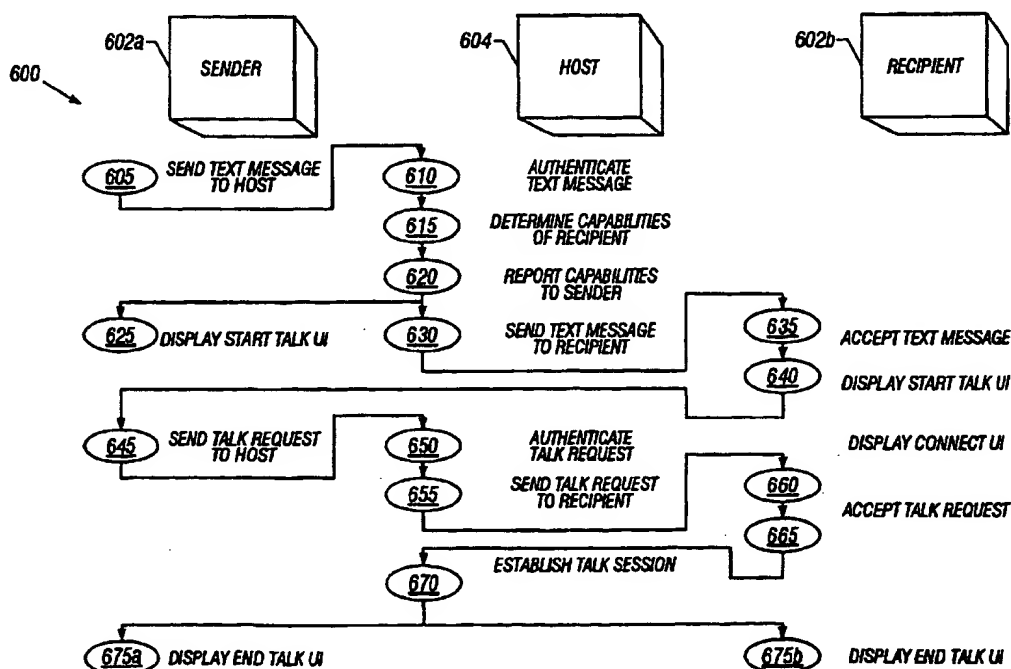 602a
SENDER
604
HOST
602b
RECIPIENT
600
605
SEND TEXT MESSAGE
TO HOST
610
AUTHENTICATE
TEXT MESSAGE
615
DETERMINE CAPABILITIES
OF RECIPIENT
620
REPORT CAPABILITIES
TO SENDER
625
DISPLAY START TALK UI
630
SEND TEXT MESSAGE
TO RECIPIENT
635
ACCEPT TEXT MESSAGE
640
DISPLAY START TALK UI
645
SEND TALK REQUEST
TO HOST
650
AUTHENTICATE
TALK REQUEST
DISPLAY CONNECT UI
655
SEND TALK REQUEST
TO RECIPIENT
660
ACCEPT TALK REQUEST
665
ESTABLISH TALK SESSION
670
675a
DISPLAY END TALK UI
675b
DISPLAY END TALK UI